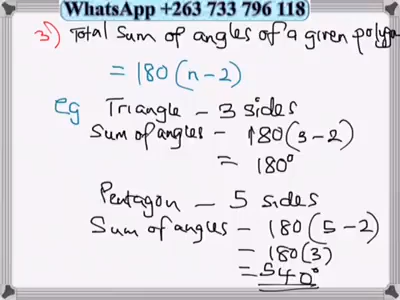 WhatsApp +263 733 796 118
3) Total Sum of angles of a given polygo
= 180(n-2)
eg Triangle - 3 sides
Sum of angles - 180(3-2)
= 180°
Pentagon - 5 sides
Sum of angles - 180(5-2)
= 180(3)
= 540°